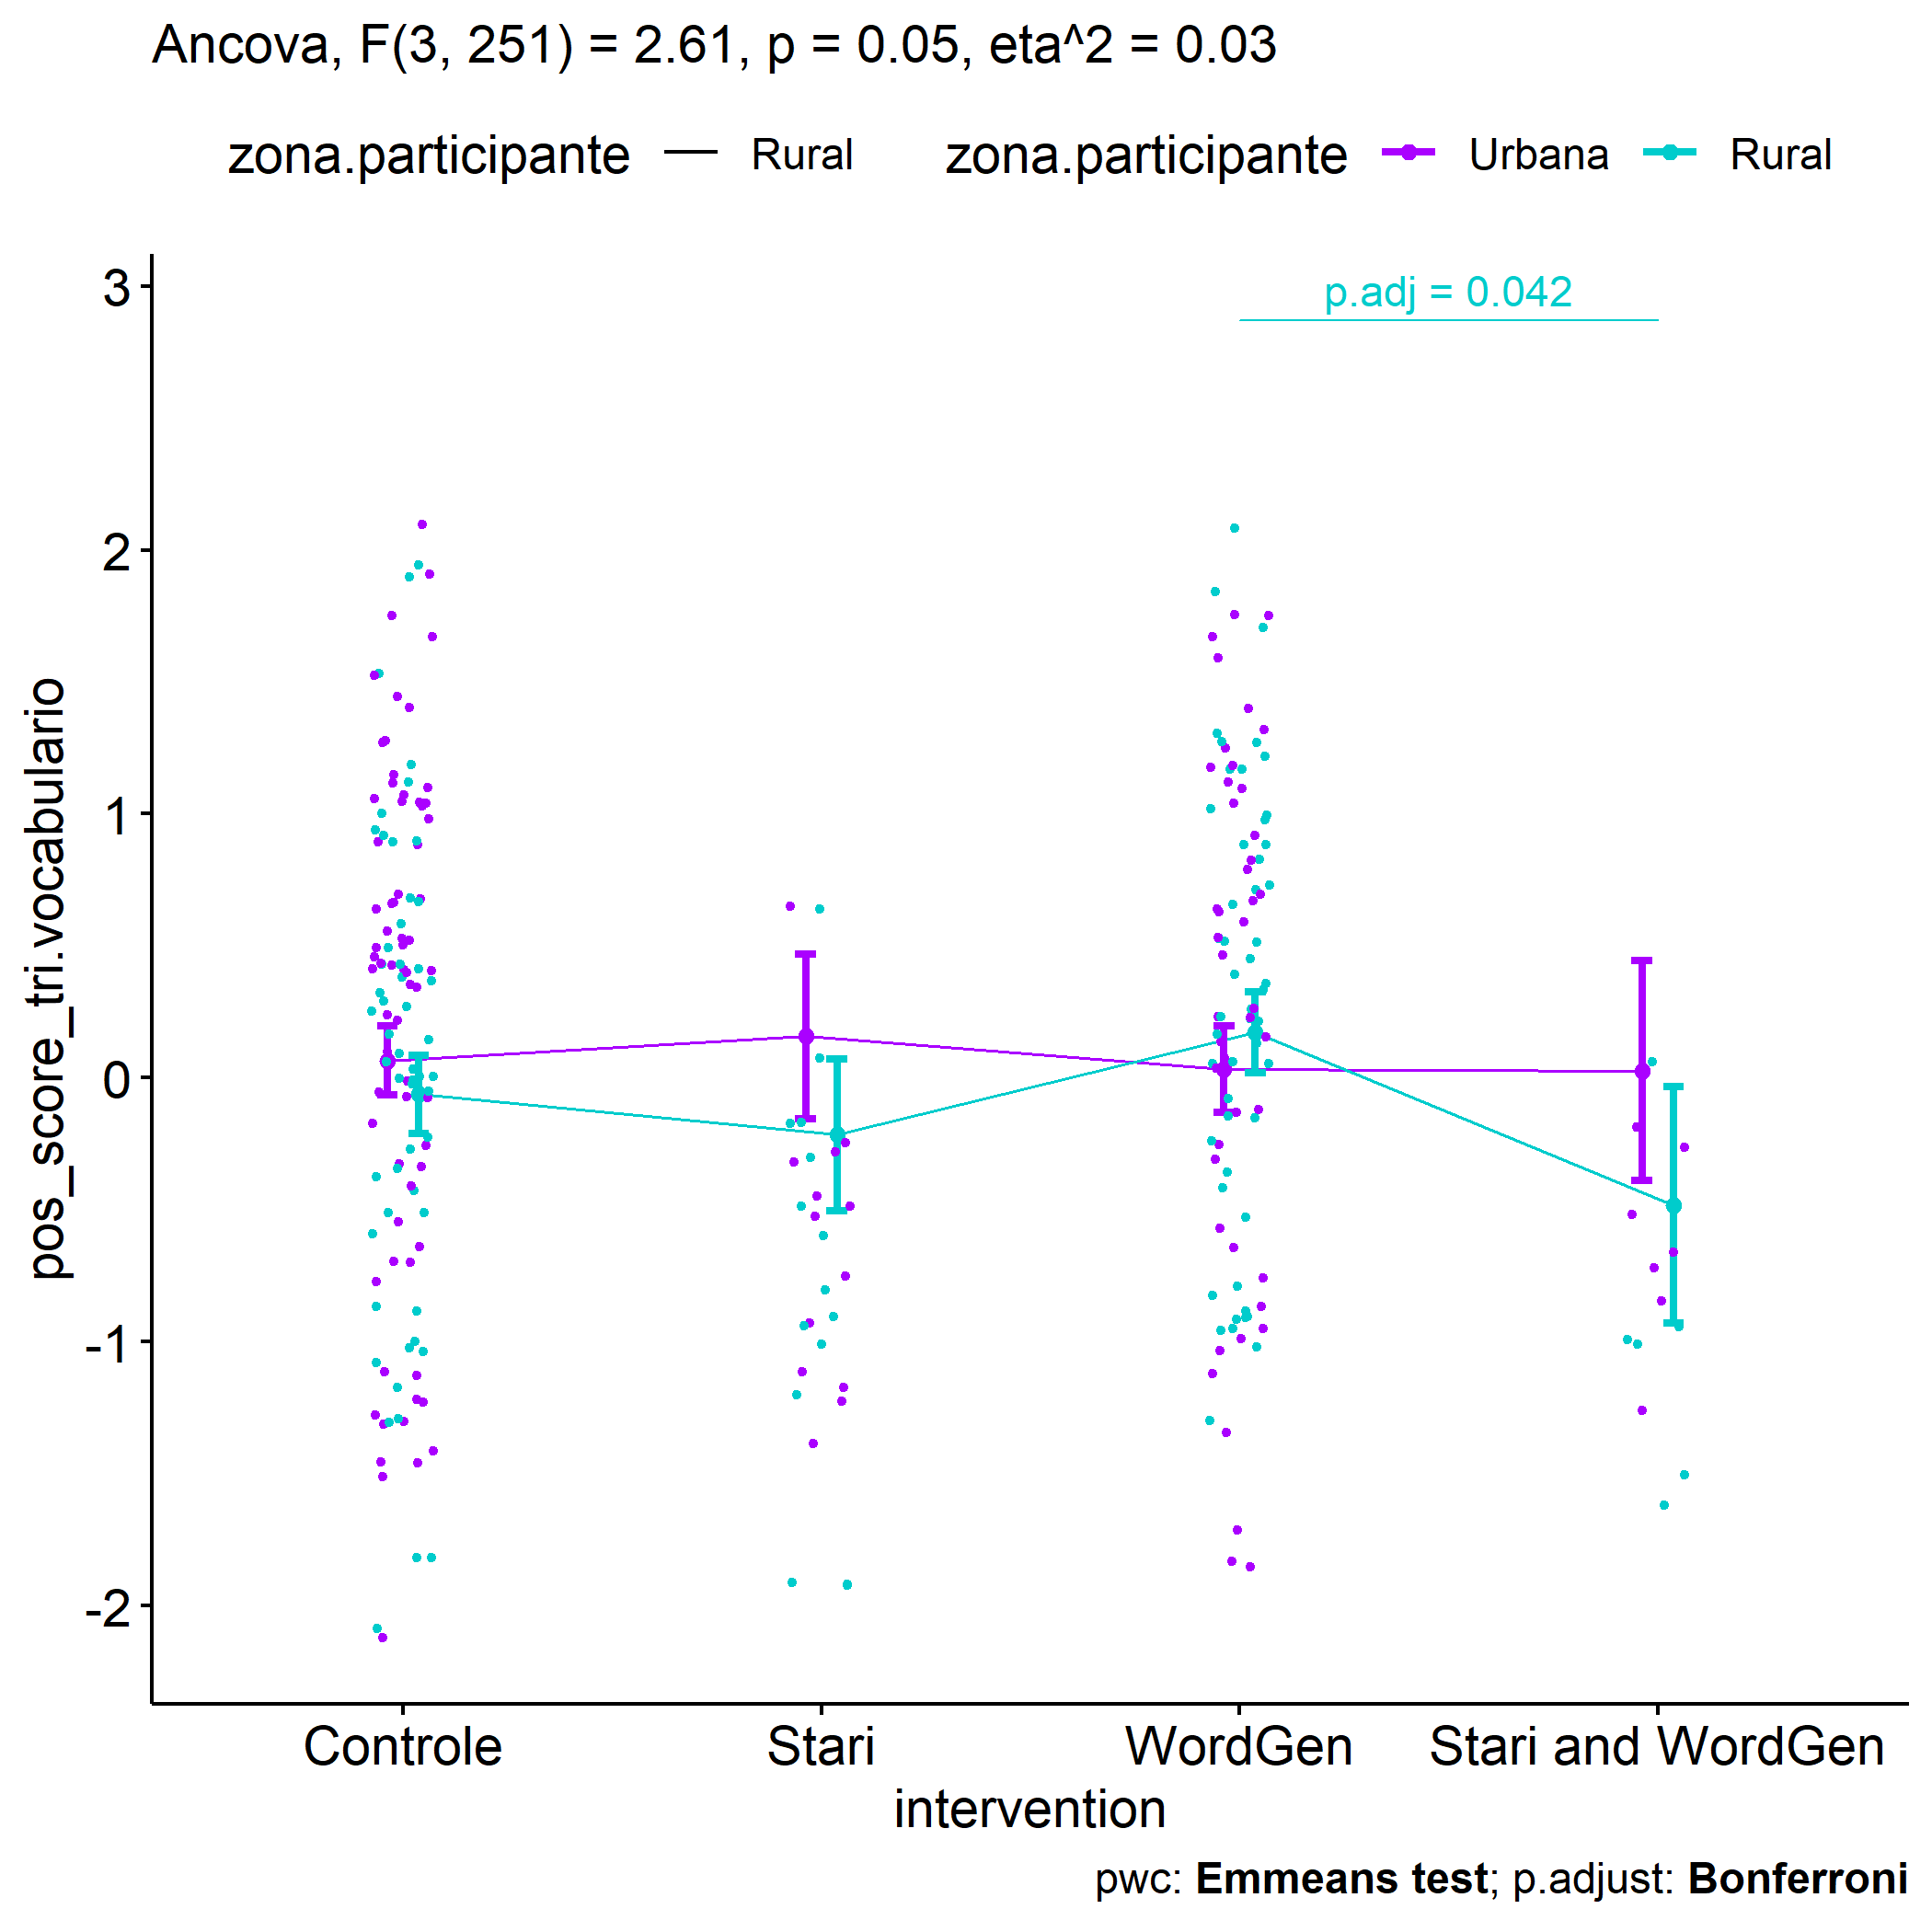 Ancova, F(3, 251) = 2.61, p = 0.05, eta^2 = 0.03
zona.participante Rural zona.participante Urbana Rural
p.adj = 0.042
3
2
1
0
-1
-2
pos_score_tri.vocabulario
Controle Stari WordGen Stari and WordGen
intervention
pwc: Emmeans test; p.adjust: Bonferroni